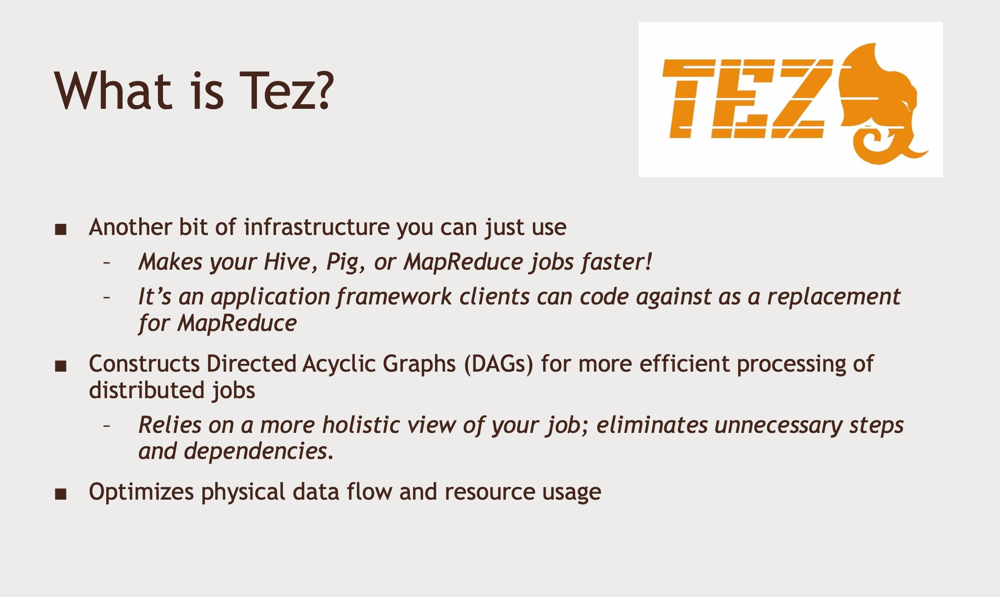 What is Tez?
TEZ
■ Another bit of infrastructure you can just use
– Makes your Hive, Pig, or MapReduce jobs faster!
– It’s an application framework clients can code against as a replacement
for MapReduce
■ Constructs Directed Acyclic Graphs (DAGs) for more efficient processing of
distributed jobs
– Relies on a more holistic view of your job; eliminates unnecessary steps
and dependencies.
■ Optimizes physical data flow and resource usage